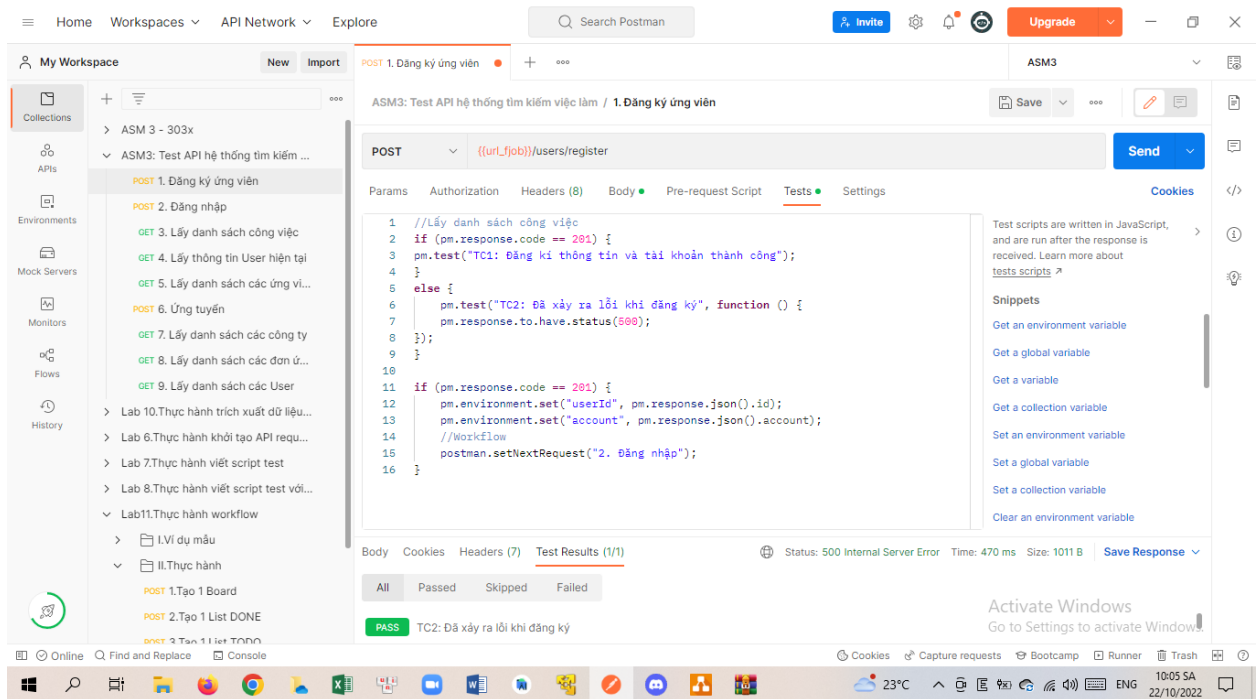 Home Workspaces API Network Explore Search Postman Invite Upgrade
My Workspace New Import POST 1. Đăng ký ứng viên ASM3
Collections
APIs
Environments
Mock Servers
Monitors
Flows
History
ASM 3 - 303x
ASM3: Test API hệ thống tìm kiếm ...
POST 1. Đăng ký ứng viên
POST 2. Đăng nhập
GET 3. Lấy danh sách công việc
GET 4. Lấy thông tin User hiện tại
GET 5. Lấy danh sách các ứng vi...
POST 6. Ứng tuyển
GET 7. Lấy danh sách các công ty
GET 8. Lấy danh sách các đơn ứ...
GET 9. Lấy danh sách các User
Lab 10.Thực hành trích xuất dữ liệu...
Lab 6.Thực hành khởi tạo API requ...
Lab 7.Thực hành viết script test
Lab 8.Thực hành viết script test với...
Lab11.Thực hành workflow
I.Ví dụ mẫu
II.Thực hành
POST 1.Tạo 1 Board
POST 2.Tạo 1 List DONE
POST 3.Tạo 1 List TODO
ASM3: Test API hệ thống tìm kiếm việc làm / 1. Đăng ký ứng viên Save
POST {{url_fjob}}/users/register Send
Params Authorization Headers (8) Body Pre-request Script Tests Settings Cookies
1 //Lấy danh sách công việc
2 if (pm.response.code == 201) {
3 pm.test("TC1: Đăng kí thông tin và tài khoản thành công");
4 }
5 else {
6 pm.test("TC2: Đã xảy ra lỗi khi đăng ký", function () {
7 pm.response.to.have.status(500);
8 });
9 }
10
11 if (pm.response.code == 201) {
12 pm.environment.set("userId", pm.response.json().id);
13 pm.environment.set("account", pm.response.json().account);
14 //Workflow
15 postman.setNextRequest("2. Đăng nhập");
16 }
Test scripts are written in JavaScript,
and are run after the response is
received. Learn more about
tests scripts
Snippets
Get an environment variable
Get a global variable
Get a variable
Get a collection variable
Set an environment variable
Set a global variable
Set a collection variable
Clear an environment variable
Body Cookies Headers (7) Test Results (1/1) Status: 500 Internal Server Error Time: 470 ms Size: 1011 B Save Response
All Passed Skipped Failed
PASS TC2: Đã xảy ra lỗi khi đăng ký
Activate Windows
Go to Settings to activate Windows.
Online Find and Replace Console Cookies Capture requests Bootcamp Runner Trash
23°C ENG 10:05 SA
22/10/2022